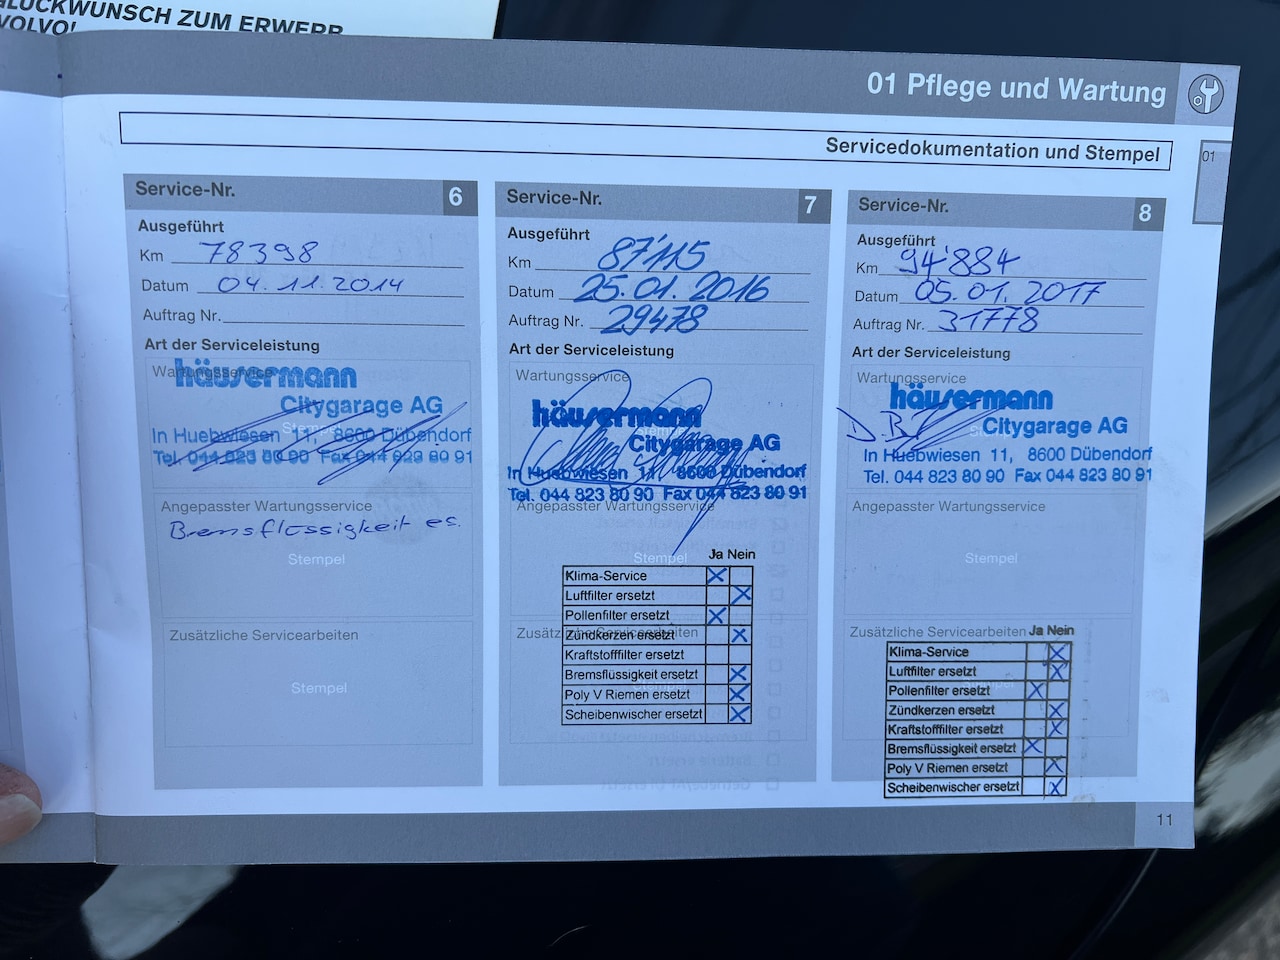 GLÜCKWUNSCH ZUM ERWERB
VOLVO!
01 Pflege und Wartung
Servicedokumentation und Stempel
01
Service-Nr. 6
Ausgeführt
Km 78398
Datum 04.11.2014
Auftrag Nr.
Art der Serviceleistung
Wartungsservice
häusermann
Citygarage AG
Stempel
In Huebwiesen 11, 8600 Dübendorf
Tel. 044 823 80 90 Fax 044 823 80 91
Angepasster Wartungsservice
Bremsflüssigkeit es.
Stempel
Zusätzliche Servicearbeiten
Stempel
Service-Nr. 7
Ausgeführt
Km 87'115
Datum 25.01.2016
Auftrag Nr. 29478
Art der Serviceleistung
Wartungsservice
häusermann
Stempel
Citygarage AG
In Huebwiesen 11, 8600 Dübendorf
Tel. 044 823 80 90 Fax 044 823 80 91
Angepasster Wartungsservice
Stempel
Ja Nein
Klima-Service X
Luftfilter ersetzt X
Pollenfilter ersetzt X
Zusätzliche Servicearbeiten
Zündkerzen ersetzt X
Kraftstofffilter ersetzt
Bremsflüssigkeit ersetzt X
Stempel
Poly V Riemen ersetzt X
Scheibenwischer ersetzt X
Service-Nr. 8
Ausgeführt
Km 94'884
Datum 05.01.2017
Auftrag Nr. 31778
Art der Serviceleistung
Wartungsservice
häusermann
Citygarage AG
In Huebwiesen 11, 8600 Dübendorf
Tel. 044 823 80 90 Fax 044 823 80 91
Angepasster Wartungsservice
Stempel
Zusätzliche Servicearbeiten
Ja Nein
Klima-Service X
Luftfilter ersetzt X
Pollenfilter ersetzt X
Stempel
Zündkerzen ersetzt X
Kraftstofffilter ersetzt X
Bremsflüssigkeit ersetzt X
Poly V Riemen ersetzt X
Scheibenwischer ersetzt X
11